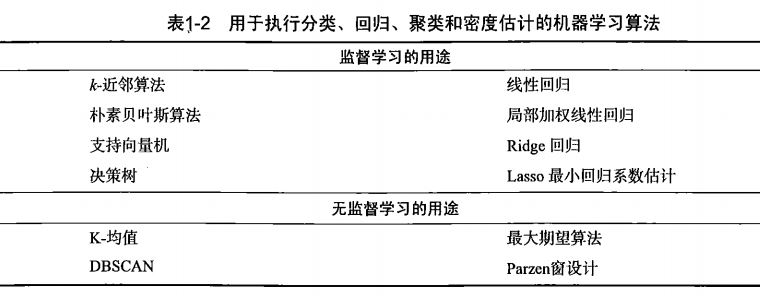 表1-2 用于执行分类、回归、聚类和密度估计的机器学习算法
监督学习的用途
k-近邻算法 线性回归
朴素贝叶斯算法 局部加权线性回归
支持向量机 Ridge 回归
决策树 Lasso 最小回归系数估计
无监督学习的用途
K-均值 最大期望算法
DBSCAN Parzen窗设计